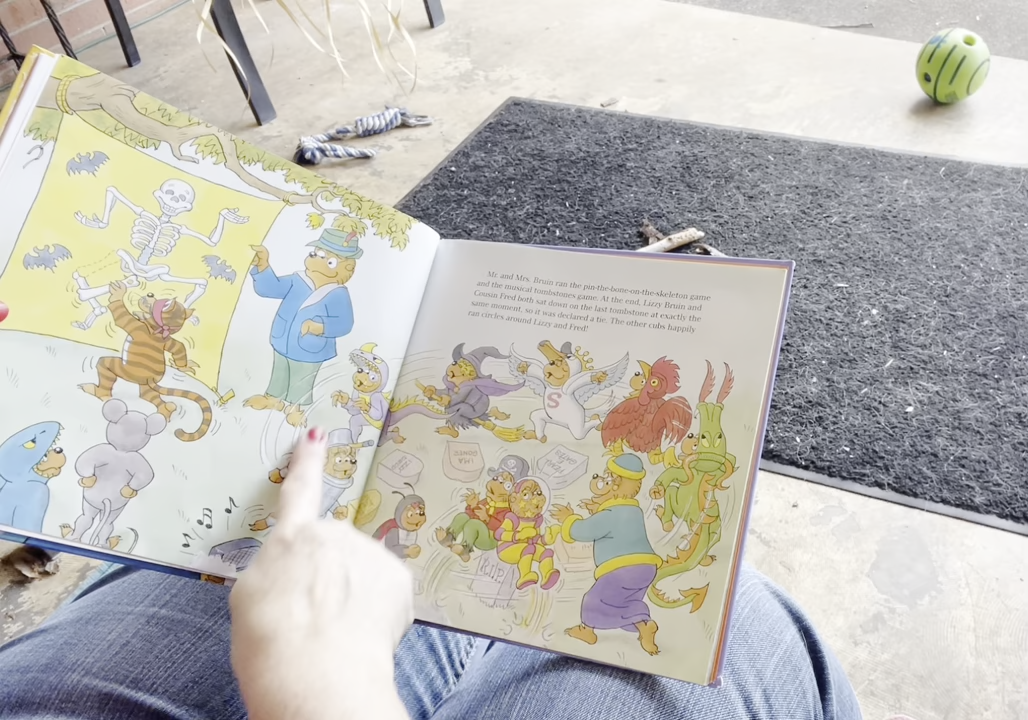 Mr. and Mrs. Bruin ran the pin-the-bone-on-the-skeleton game
and the musical tombstones game. At the end, Lizzy Bruin and
Cousin Fred both sat down on the last tombstone at exactly the
same moment, so it was declared a tie. The other cubs happily
ran circles around Lizzy and Fred!
S